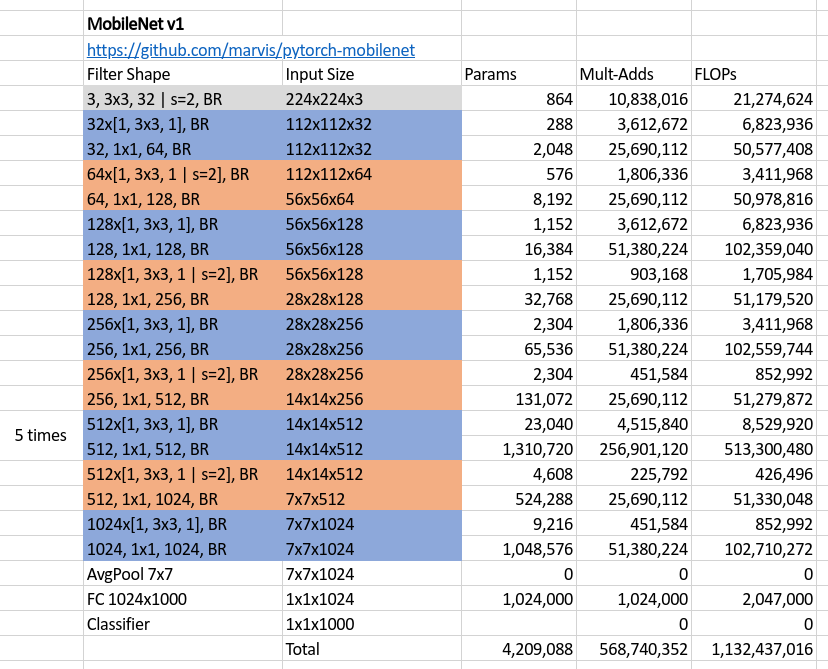 MobileNet v1
https://github.com/marvis/pytorch-mobilenet
Filter Shape Input Size Params Mult-Adds FLOPs
3, 3x3, 32 | s=2, BR 224x224x3 864 10,838,016 21,274,624
32x[1, 3x3, 1], BR 112x112x32 288 3,612,672 6,823,936
32, 1x1, 64, BR 112x112x32 2,048 25,690,112 50,577,408
64x[1, 3x3, 1 | s=2], BR 112x112x64 576 1,806,336 3,411,968
64, 1x1, 128, BR 56x56x64 8,192 25,690,112 50,978,816
128x[1, 3x3, 1], BR 56x56x128 1,152 3,612,672 6,823,936
128, 1x1, 128, BR 56x56x128 16,384 51,380,224 102,359,040
128x[1, 3x3, 1 | s=2], BR 56x56x128 1,152 903,168 1,705,984
128, 1x1, 256, BR 28x28x128 32,768 25,690,112 51,179,520
256x[1, 3x3, 1], BR 28x28x256 2,304 1,806,336 3,411,968
256, 1x1, 256, BR 28x28x256 65,536 51,380,224 102,559,744
256x[1, 3x3, 1 | s=2], BR 28x28x256 2,304 451,584 852,992
256, 1x1, 512, BR 14x14x256 131,072 25,690,112 51,279,872
5 times
512x[1, 3x3, 1], BR 14x14x512 23,040 4,515,840 8,529,920
512, 1x1, 512, BR 14x14x512 1,310,720 256,901,120 513,300,480
512x[1, 3x3, 1 | s=2], BR 14x14x512 4,608 225,792 426,496
512, 1x1, 1024, BR 7x7x512 524,288 25,690,112 51,330,048
1024x[1, 3x3, 1], BR 7x7x1024 9,216 451,584 852,992
1024, 1x1, 1024, BR 7x7x1024 1,048,576 51,380,224 102,710,272
AvgPool 7x7 7x7x1024 0 0 0
FC 1024x1000 1x1x1024 1,024,000 1,024,000 2,047,000
Classifier 1x1x1000 0 0
Total 4,209,088 568,740,352 1,132,437,016